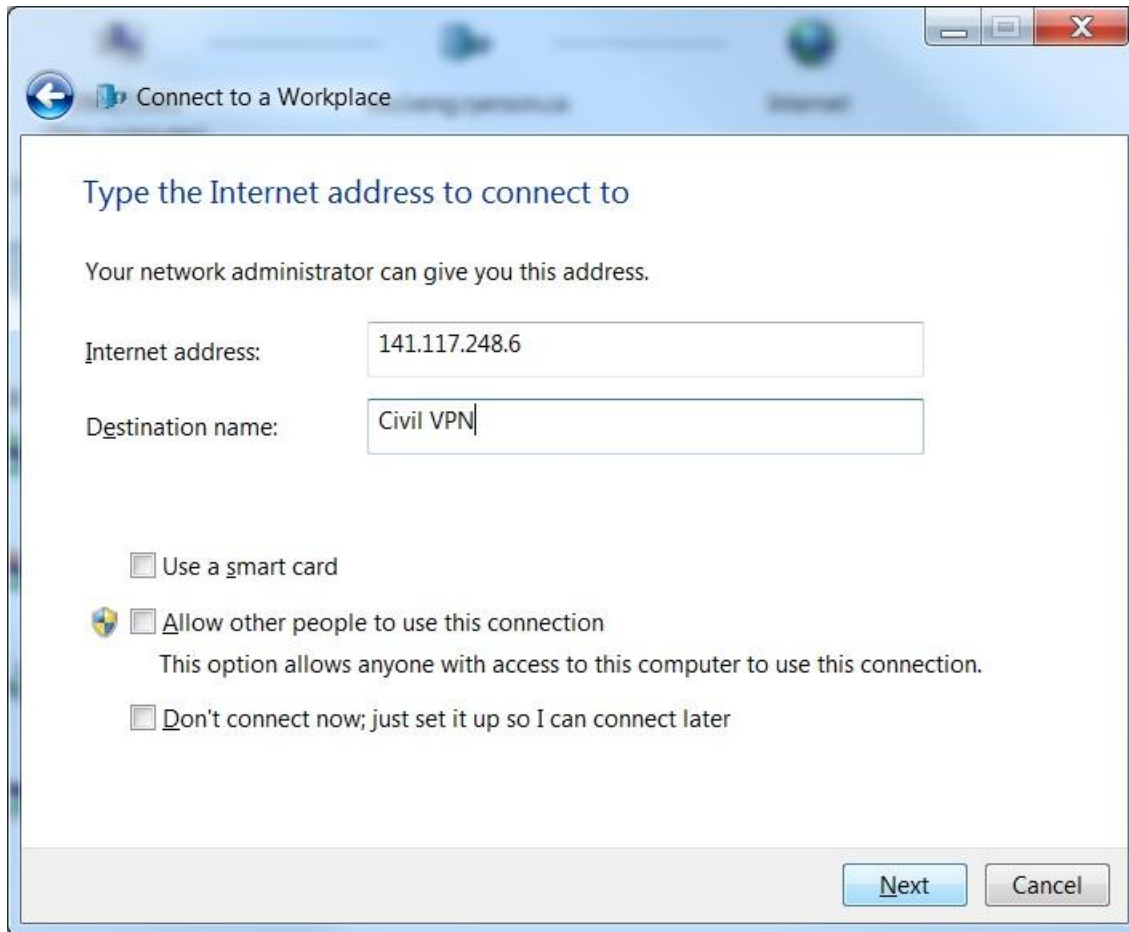 Connect to a Workplace
Type the Internet address to connect to
Your network administrator can give you this address.
Internet address:
141.117.248.6
Destination name:
Civil VPN
Use a smart card
Allow other people to use this connection
This option allows anyone with access to this computer to use this connection.
Don't connect now; just set it up so I can connect later
Next
Cancel